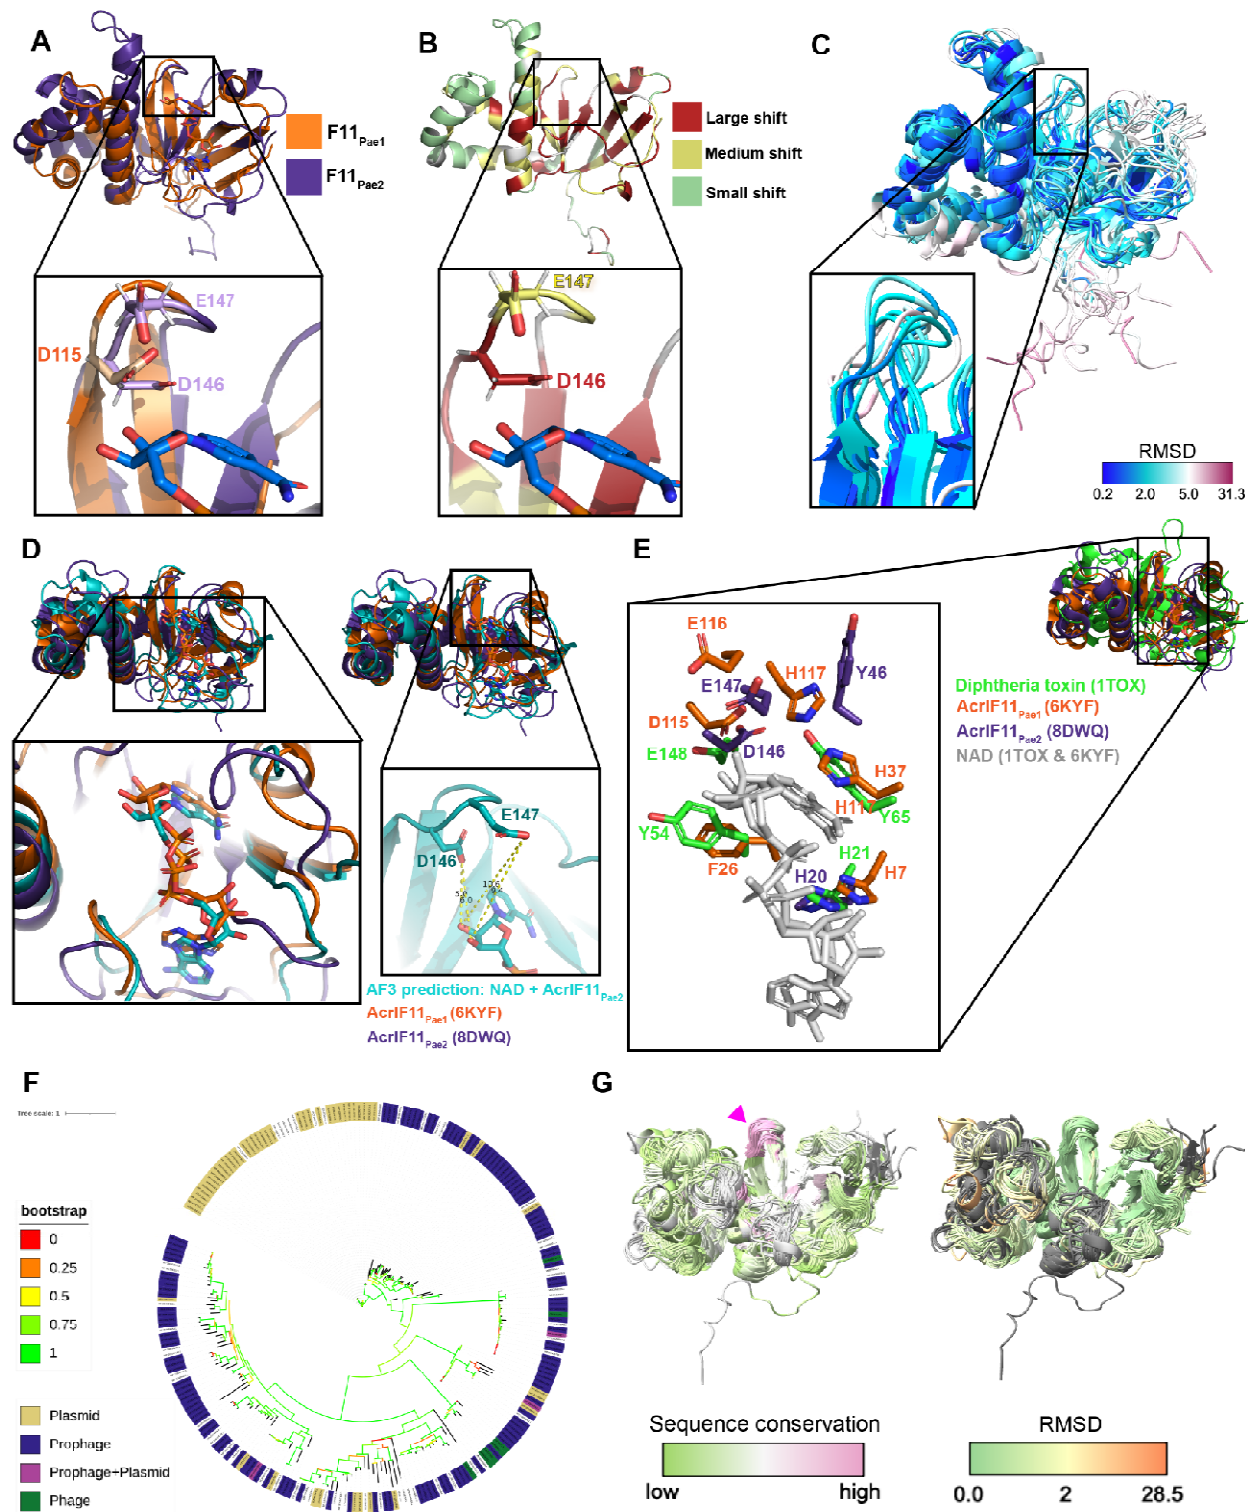 A
F11Pae1
F11Pae2
E147
D115
D146
B
Large shift
Medium shift
Small shift
E147
D146
C
RMSD
0.2 2.0 5.0 31.3
D
E147
D146
AF3 prediction: NAD + AcrIF11Pae2
AcrIF11Pae1 (6KYF)
AcrIF11Pae2 (8DWQ)
E
E116
H117
Y46
E147
D115
E148
D146
H37
H117
Y65
Y54
F26
H21
H20
H7
Diphtheria toxin (1TOX)
AcrIF11Pae1 (6KYF)
AcrIF11Pae2 (8DWQ)
NAD (1TOX & 6KYF)
F
Tree scale: 1
bootstrap
0
0.25
0.5
0.75
1
Plasmid
Prophage
Prophage+Plasmid
Phage
G
Sequence conservation
low high
RMSD
0.0 2 28.5